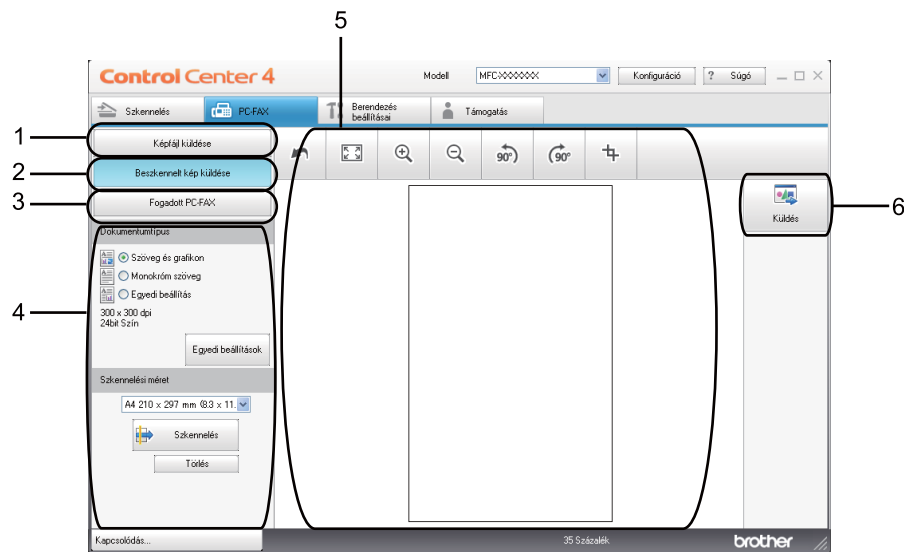 5
Control Center 4
Modell MFC-XXXXXX Konfiguráció ? Súgó
Szkennelés PC-FAX Berendezés beállításai Támogatás
1 Képfájl küldése
2 Beszkennelt kép küldése
3 Fogadott PC-FAX
90° 90°
Küldés 6
Dokumentumtípus
Szöveg és grafikon
Monokróm szöveg
Egyedi beállítás
4
300 x 300 dpi
24bit Szín
Egyedi beállítások
Szkennelési méret
A4 210 x 297 mm (8.3 x 11.
Szkennelés
Törlés
Kapcsolódás... 35 Százalék brother